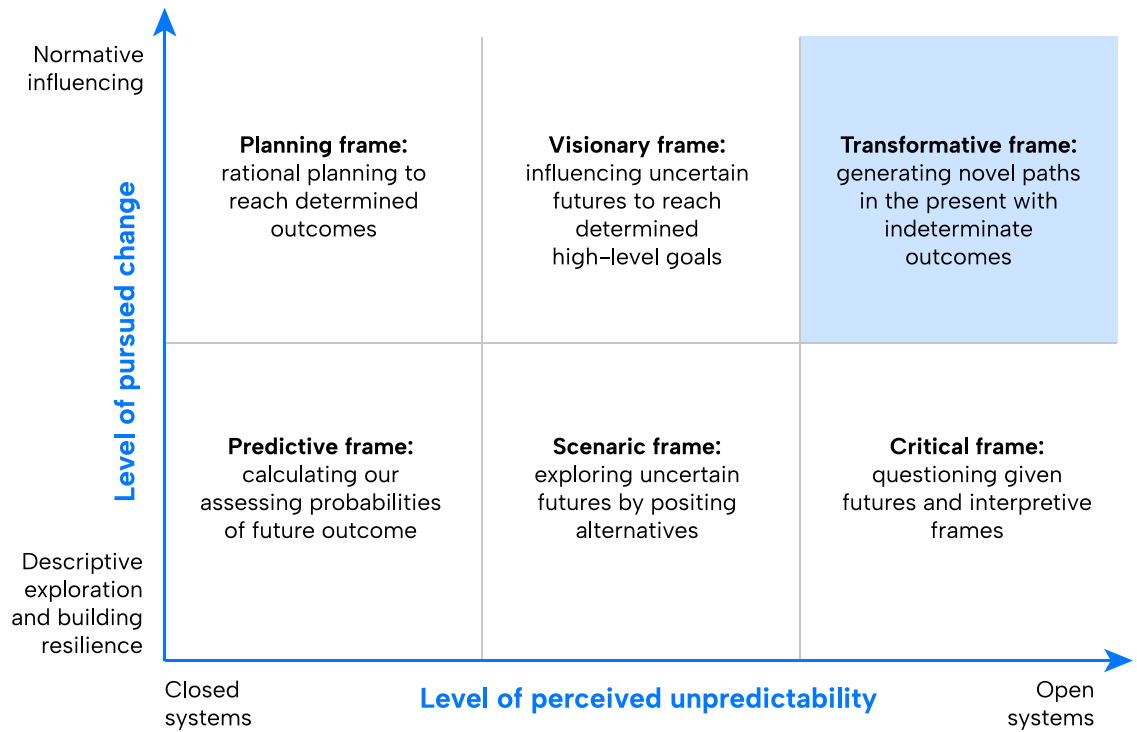 Normative
influencing
Level of pursued change
Planning frame:
rational planning to
reach determined
outcomes
Visionary frame:
influencing uncertain
futures to reach
determined
high-level goals
Transformative frame:
generating novel paths
in the present with
indeterminate
outcomes
Predictive frame:
calculating our
assessing probabilities
of future outcome
Scenaric frame:
exploring uncertain
futures by positing
alternatives
Critical frame:
questioning given
futures and interpretive
frames
Descriptive
exploration
and building
resilience
Closed
systems
Level of perceived unpredictability
Open
systems